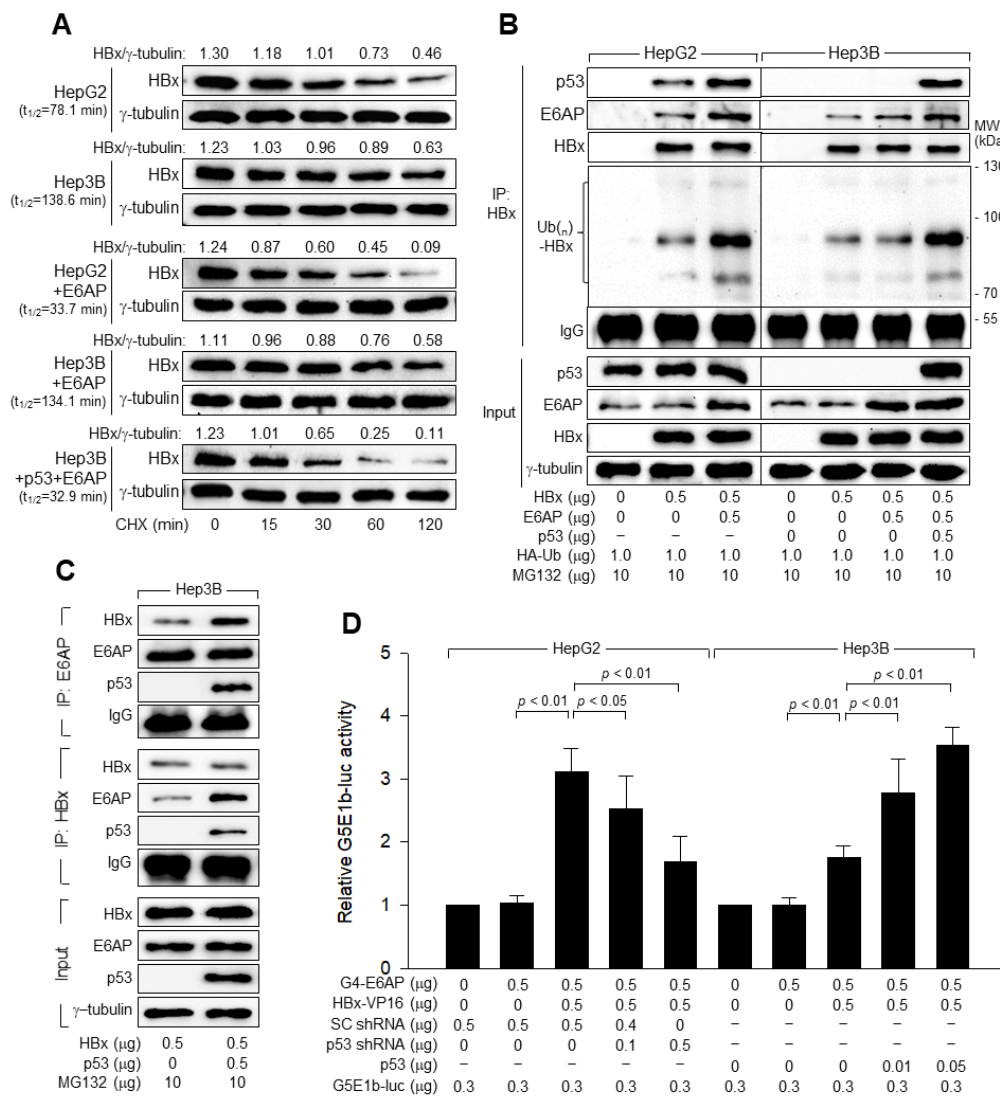 A
HBx/γ-tubulin: 1.30 1.18 1.01 0.73 0.46
HepG2
(t1/2=78.1 min)
HBx
γ-tubulin
HBx/γ-tubulin: 1.23 1.03 0.96 0.89 0.63
Hep3B
(t1/2=138.6 min)
HBx
γ-tubulin
HBx/γ-tubulin: 1.24 0.87 0.60 0.45 0.09
HepG2
+E6AP
(t1/2=33.7 min)
HBx
γ-tubulin
HBx/γ-tubulin: 1.11 0.96 0.88 0.76 0.58
Hep3B
+E6AP
(t1/2=134.1 min)
HBx
γ-tubulin
HBx/γ-tubulin: 1.23 1.01 0.65 0.25 0.11
Hep3B
+p53+E6AP
(t1/2=32.9 min)
HBx
γ-tubulin
CHX (min) 0 15 30 60 120
B
HepG2 Hep3B
IP:
HBx
p53
E6AP
HBx
Ub(n)
-HBx
IgG
MW
(kDa)
- 130
- 100
- 70
- 55
Input
p53
E6AP
HBx
γ-tubulin
HBx (μg) 0 0.5 0.5 0 0.5 0.5 0.5
E6AP (μg) 0 0 0.5 0 0 0.5 0.5
p53 (μg) – – – 0 0 0 0.5
HA-Ub (μg) 1.0 1.0 1.0 1.0 1.0 1.0 1.0
MG132 (μg) 10 10 10 10 10 10 10
C
Hep3B
IP: E6AP
HBx
E6AP
p53
IgG
IP: HBx
HBx
E6AP
p53
IgG
Input
HBx
E6AP
p53
γ–tubulin
HBx (μg) 0.5 0.5
p53 (μg) 0 0.5
MG132 (μg) 10 10
D
HepG2 Hep3B
Relative G5E1b-luc activity
5
4
3
2
1
0
p < 0.01
p < 0.01 p < 0.05
p < 0.01
p < 0.01 p < 0.01
G4-E6AP (μg) 0 0.5 0.5 0.5 0.5 0 0.5 0.5 0.5 0.5
HBx-VP16 (μg) 0 0 0.5 0.5 0.5 0 0 0.5 0.5 0.5
SC shRNA (μg) 0.5 0.5 0.5 0.4 0 – – – – –
p53 shRNA (μg) 0 0 0 0.1 0.5 – – – – –
p53 (μg) – – – – – 0 0 0 0.01 0.05
G5E1b-luc (μg) 0.3 0.3 0.3 0.3 0.3 0.3 0.3 0.3 0.3 0.3